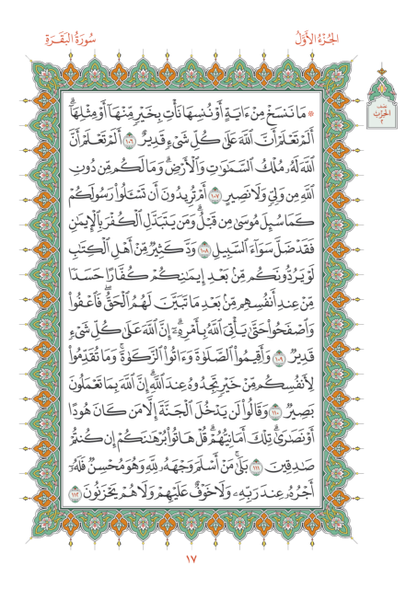 الجُزْءُ الأَوَّلُ
سُورَةُ البَقَرَةِ
۞ مَا نَنسَخْ مِنْ ءَايَةٍ أَوْ نُنسِهَا نَأْتِ بِخَيْرٍ مِّنْهَآ أَوْ مِثْلِهَآ
أَلَمْ تَعْلَمْ أَنَّ ٱللَّهَ عَلَىٰ كُلِّ شَىْءٍ قَدِيرٌ ١٠٦ أَلَمْ تَعْلَمْ أَنَّ
ٱللَّهَ لَهُۥ مُلْكُ ٱلسَّمَٰوَٰتِ وَٱلْأَرْضِ ۗ وَمَا لَكُم مِّن دُونِ
ٱللَّهِ مِن وَلِىٍّ وَلَا نَصِيرٍ ١٠٧ أَمْ تُرِيدُونَ أَن تَسْـَٔلُوا۟ رَسُولَكُمْ
كَمَا سُئِلَ مُوسَىٰ مِن قَبْلُ ۗ وَمَن يَتَبَدَّلِ ٱلْكُفْرَ بِٱلْإِيمَٰنِ
فَقَدْ ضَلَّ سَوَآءَ ٱلسَّبِيلِ ١٠٨ وَدَّ كَثِيرٌ مِّنْ أَهْلِ ٱلْكِتَٰبِ
لَوْ يَرُدُّونَكُم مِّنۢ بَعْدِ إِيمَٰنِكُمْ كُفَّارًا حَسَدًا
مِّنْ عِندِ أَنفُسِهِم مِّنۢ بَعْدِ مَا تَبَيَّنَ لَهُمُ ٱلْحَقُّ ۖ فَٱعْفُوا۟
وَٱصْفَحُوا۟ حَتَّىٰ يَأْتِىَ ٱللَّهُ بِأَمْرِهِۦٓ ۗ إِنَّ ٱللَّهَ عَلَىٰ كُلِّ شَىْءٍ
قَدِيرٌ ١٠٩ وَأَقِيمُوا۟ ٱلصَّلَوٰةَ وَءَاتُوا۟ ٱلزَّكَوٰةَ ۚ وَمَا تُقَدِّمُوا۟
لِأَنفُسِكُم مِّنْ خَيْرٍ تَجِدُوهُ عِندَ ٱللَّهِ ۗ إِنَّ ٱللَّهَ بِمَا تَعْمَلُونَ
بَصِيرٌ ١١٠ وَقَالُوا۟ لَن يَدْخُلَ ٱلْجَنَّةَ إِلَّا مَن كَانَ هُودًا
أَوْ نَصَٰرَىٰ ۗ تِلْكَ أَمَانِيُّهُمْ ۗ قُلْ هَاتُوا۟ بُرْهَٰنَكُمْ إِن كُنتُمْ
صَٰدِقِينَ ١١١ بَلَىٰ مَنْ أَسْلَمَ وَجْهَهُۥ لِلَّهِ وَهُوَ مُحْسِنٌ فَلَهُۥٓ
أَجْرُهُۥ عِندَ رَبِّهِۦ وَلَا خَوْفٌ عَلَيْهِمْ وَلَا هُمْ يَحْزَنُونَ ١١٢
١٧